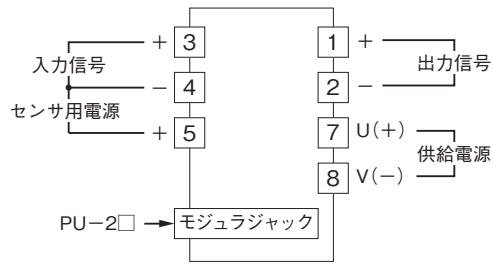 入力信号
センサ用電源
+ 3
− 4
+ 5
1 +
2 −
出力信号
7 U(+)
8 V(−)
供給電源
PU−2□
モジュラジャック